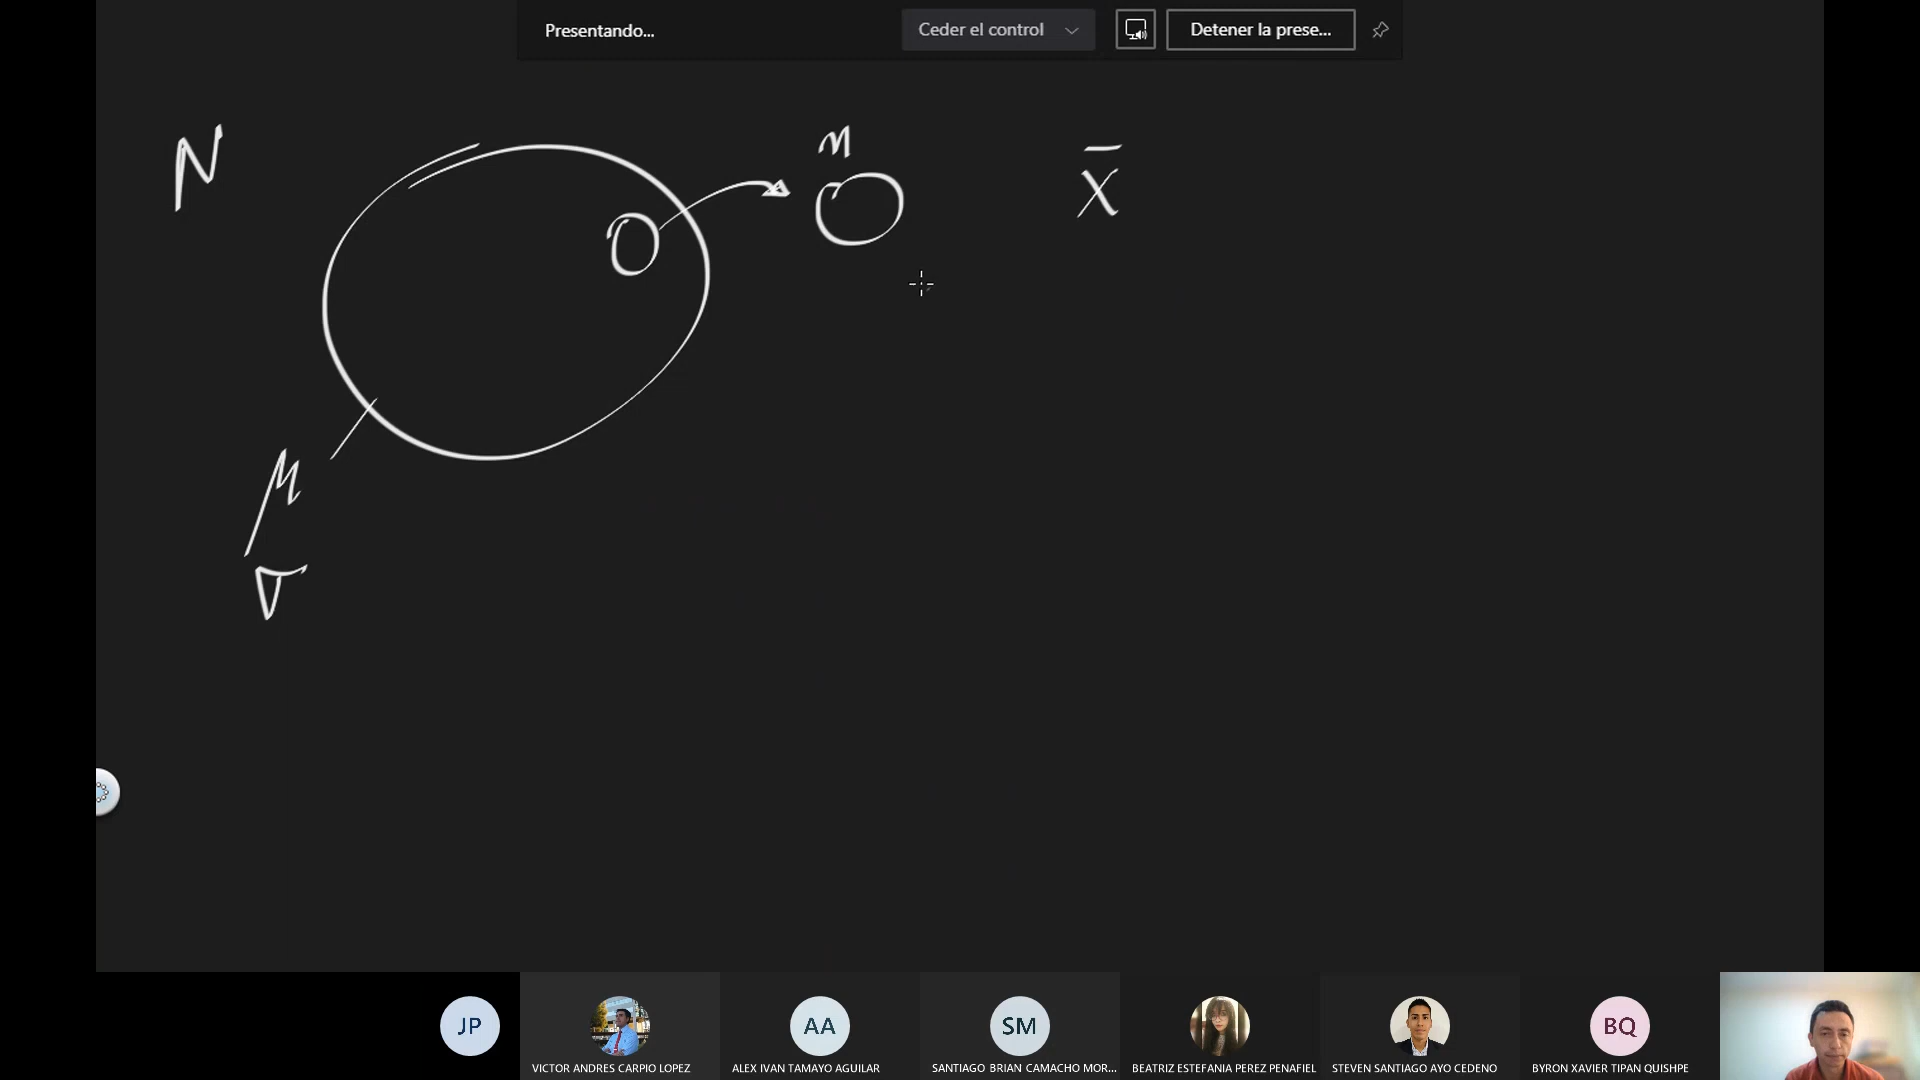 Presentando...
Ceder el control
Detener la prese...
N
n
x̄
μ
σ
JP
AA
SM
BQ
VICTOR ANDRES CARPIO LOPEZ
ALEX IVAN TAMAYO AGUILAR
SANTIAGO BRIAN CAMACHO MOR...
BEATRIZ ESTEFANIA PEREZ PENAFIEL
STEVEN SANTIAGO AYO CEDENO
BYRON XAVIER TIPAN QUISHPE